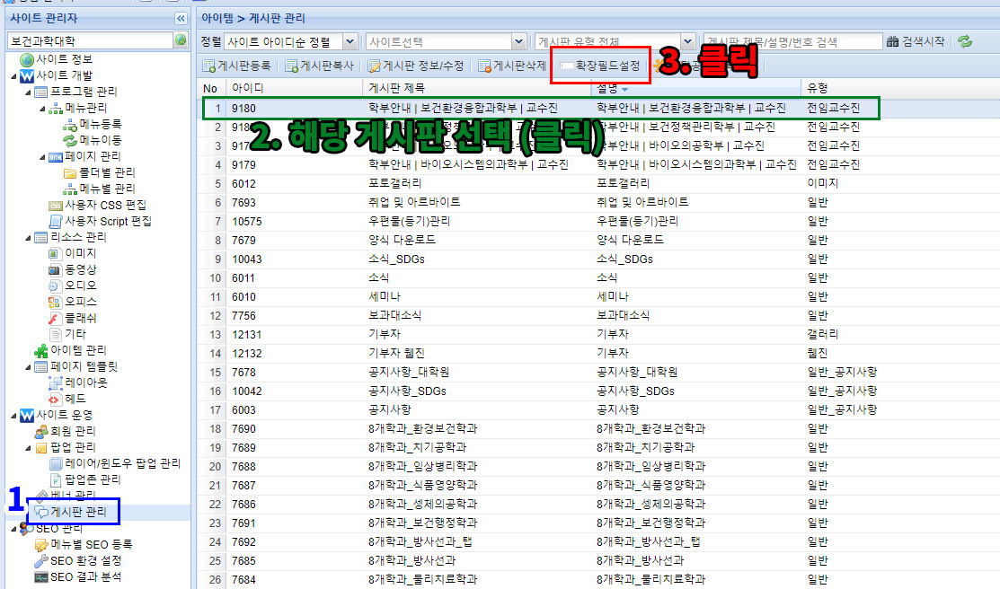 사이트 관리자
아이템 > 게시판 관리
보건과학대학
정렬 사이트 아이디순 정렬 사이트선택 게시판 유형 전체 게시판 제목/설명/번호 검색 검색시작
게시판등록 게시판복사 게시판 정보/수정 게시판삭제 확장필드설정
3. 클릭
사이트 정보
사이트 개발
프로그램 관리
메뉴관리
메뉴등록
메뉴이동
페이지 관리
폴더별 관리
메뉴별 관리
사용자 CSS 편집
사용자 Script 편집
리소스 관리
이미지
동영상
오디오
오피스
플래쉬
기타
아이템 관리
페이지 템플릿
레이아웃
헤드
사이트 운영
회원 관리
팝업 관리
레이어/윈도우 팝업 관리
팝업존 관리
배너 관리
1
게시판 관리
SEO 관리
메뉴별 SEO 등록
SEO 환경 설정
SEO 결과 분석
No 아이디 게시판 제목 설명 유형
1 9180 학부안내 | 보건환경융합과학부 | 교수진 학부안내 | 보건환경융합과학부 | 교수진 전임교수진
2. 해당 게시판 선택 (클릭)
2 학부안내 | 보건정책관리학부 | 교수진 전임교수진
3 학부안내 | 바이오의공학부 | 교수진 전임교수진
4 9179 학부안내 | 바이오시스템의과학부 | 교수진 학부안내 | 바이오시스템의과학부 | 교수진 전임교수진
5 6012 포토갤러리 포토갤러리 이미지
6 7693 취업 및 아르바이트 취업 및 아르바이트 일반
7 10575 우편물(등기)관리 우편물(등기)관리 일반
8 7679 양식 다운로드 양식 다운로드 일반
9 10043 소식_SDGs 소식_SDGs 일반
10 6011 소식 소식 일반
11 6010 세미나 세미나 일반
12 7756 보과대소식 보과대소식 일반
13 12131 기부자 기부자 갤러리
14 12132 기부자 웹진 기부자 웹진
15 7678 공지사항_대학원 공지사항_대학원 일반_공지사항
16 10042 공지사항_SDGs 공지사항_SDGs 일반_공지사항
17 6003 공지사항 공지사항 일반_공지사항
18 7690 8개학과_환경보건학과 8개학과_환경보건학과 일반
19 7689 8개학과_치기공학과 8개학과_치기공학과 일반
20 7688 8개학과_임상병리학과 8개학과_임상병리학과 일반
21 7687 8개학과_식품영양학과 8개학과_식품영양학과 일반
22 7686 8개학과_생체의공학과 8개학과_생체의공학과 일반
23 7691 8개학과_보건행정학과 8개학과_보건행정학과 일반
24 7692 8개학과_방사선과_탭 8개학과_방사선과_탭 일반
25 7685 8개학과_방사선과 8개학과_방사선과 일반
26 7684 8개학과_물리치료학과 8개학과_물리치료학과 일반